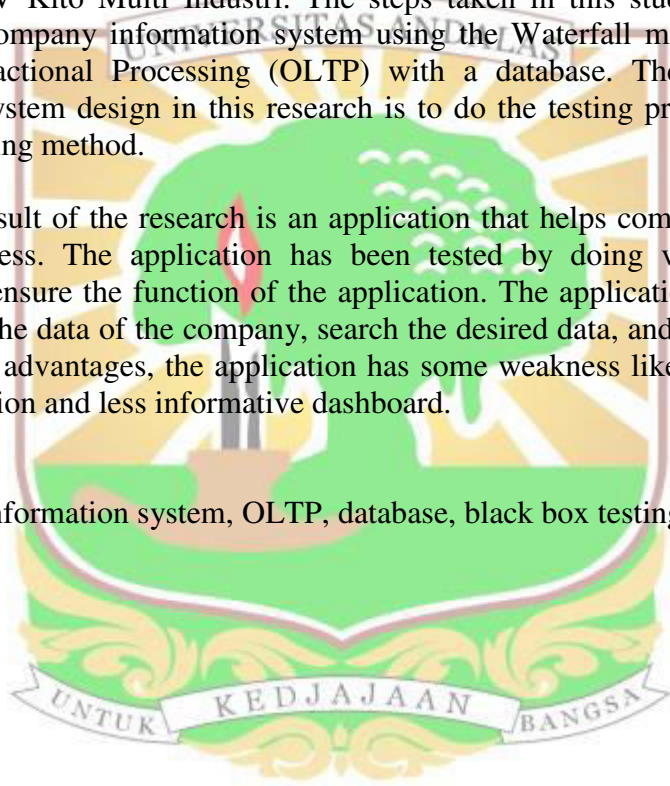 Kito Multi Industri. The steps taken in this stud
ompany information system using the Waterfall m
UNIVERSITAS ANDALAS
actional Processing (OLTP) with a database. The
ystem design in this research is to do the testing pr
ing method.
sult of the research is an application that helps com
ess. The application has been tested by doing v
ensure the function of the application. The applicati
he data of the company, search the desired data, and
advantages, the application has some weakness like
ion and less informative dashboard.
nformation system, OLTP, database, black box testing
UNTUK KEDJAJAAN BANGSA